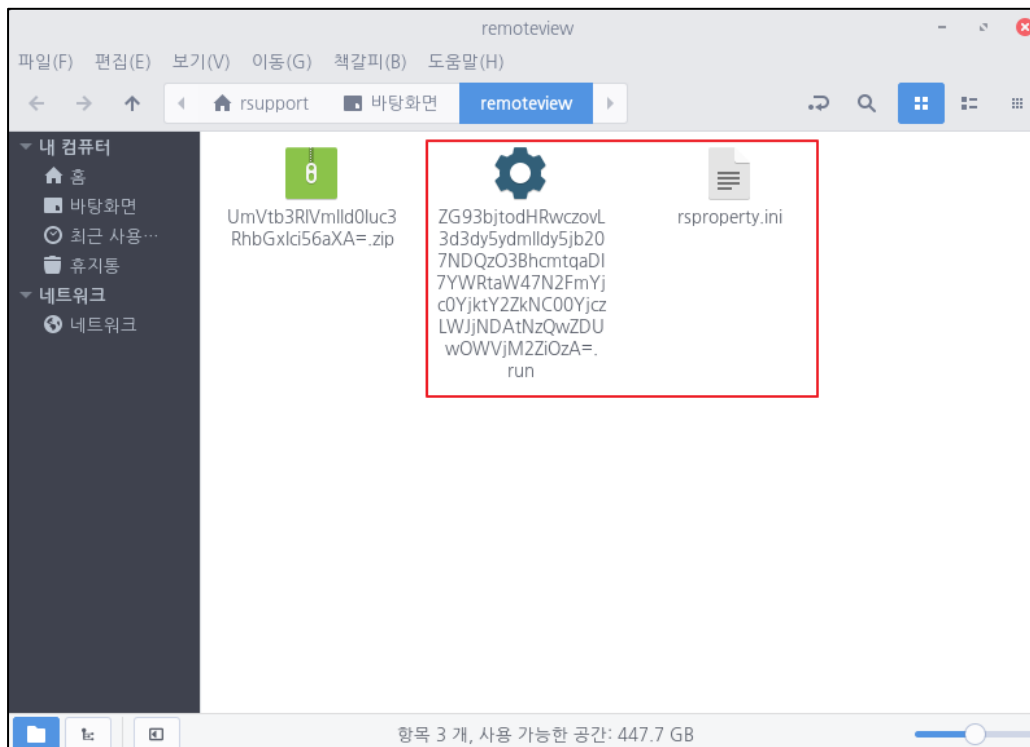 remoteview
파일(F) 편집(E) 보기(V) 이동(G) 책갈피(B) 도움말(H)
rsupport 바탕화면 remoteview
내 컴퓨터
홈
바탕화면
최근 사용…
휴지통
네트워크
네트워크
UmVtb3RlVmlld0luc3
RhbGxlci56aXA=.zip
ZG93bjtodHRwczovL
3d3dy5ydmlldy5jb20
7NDQzO3BhcmtqaDI
7YWRtaW47N2FmYj
c0YjktY2ZkNC00Yjcz
LWJjNDAtNzQwZDU
wOWVjM2ZiOzA=.
run
rsproperty.ini
항목 3 개, 사용 가능한 공간: 447.7 GB